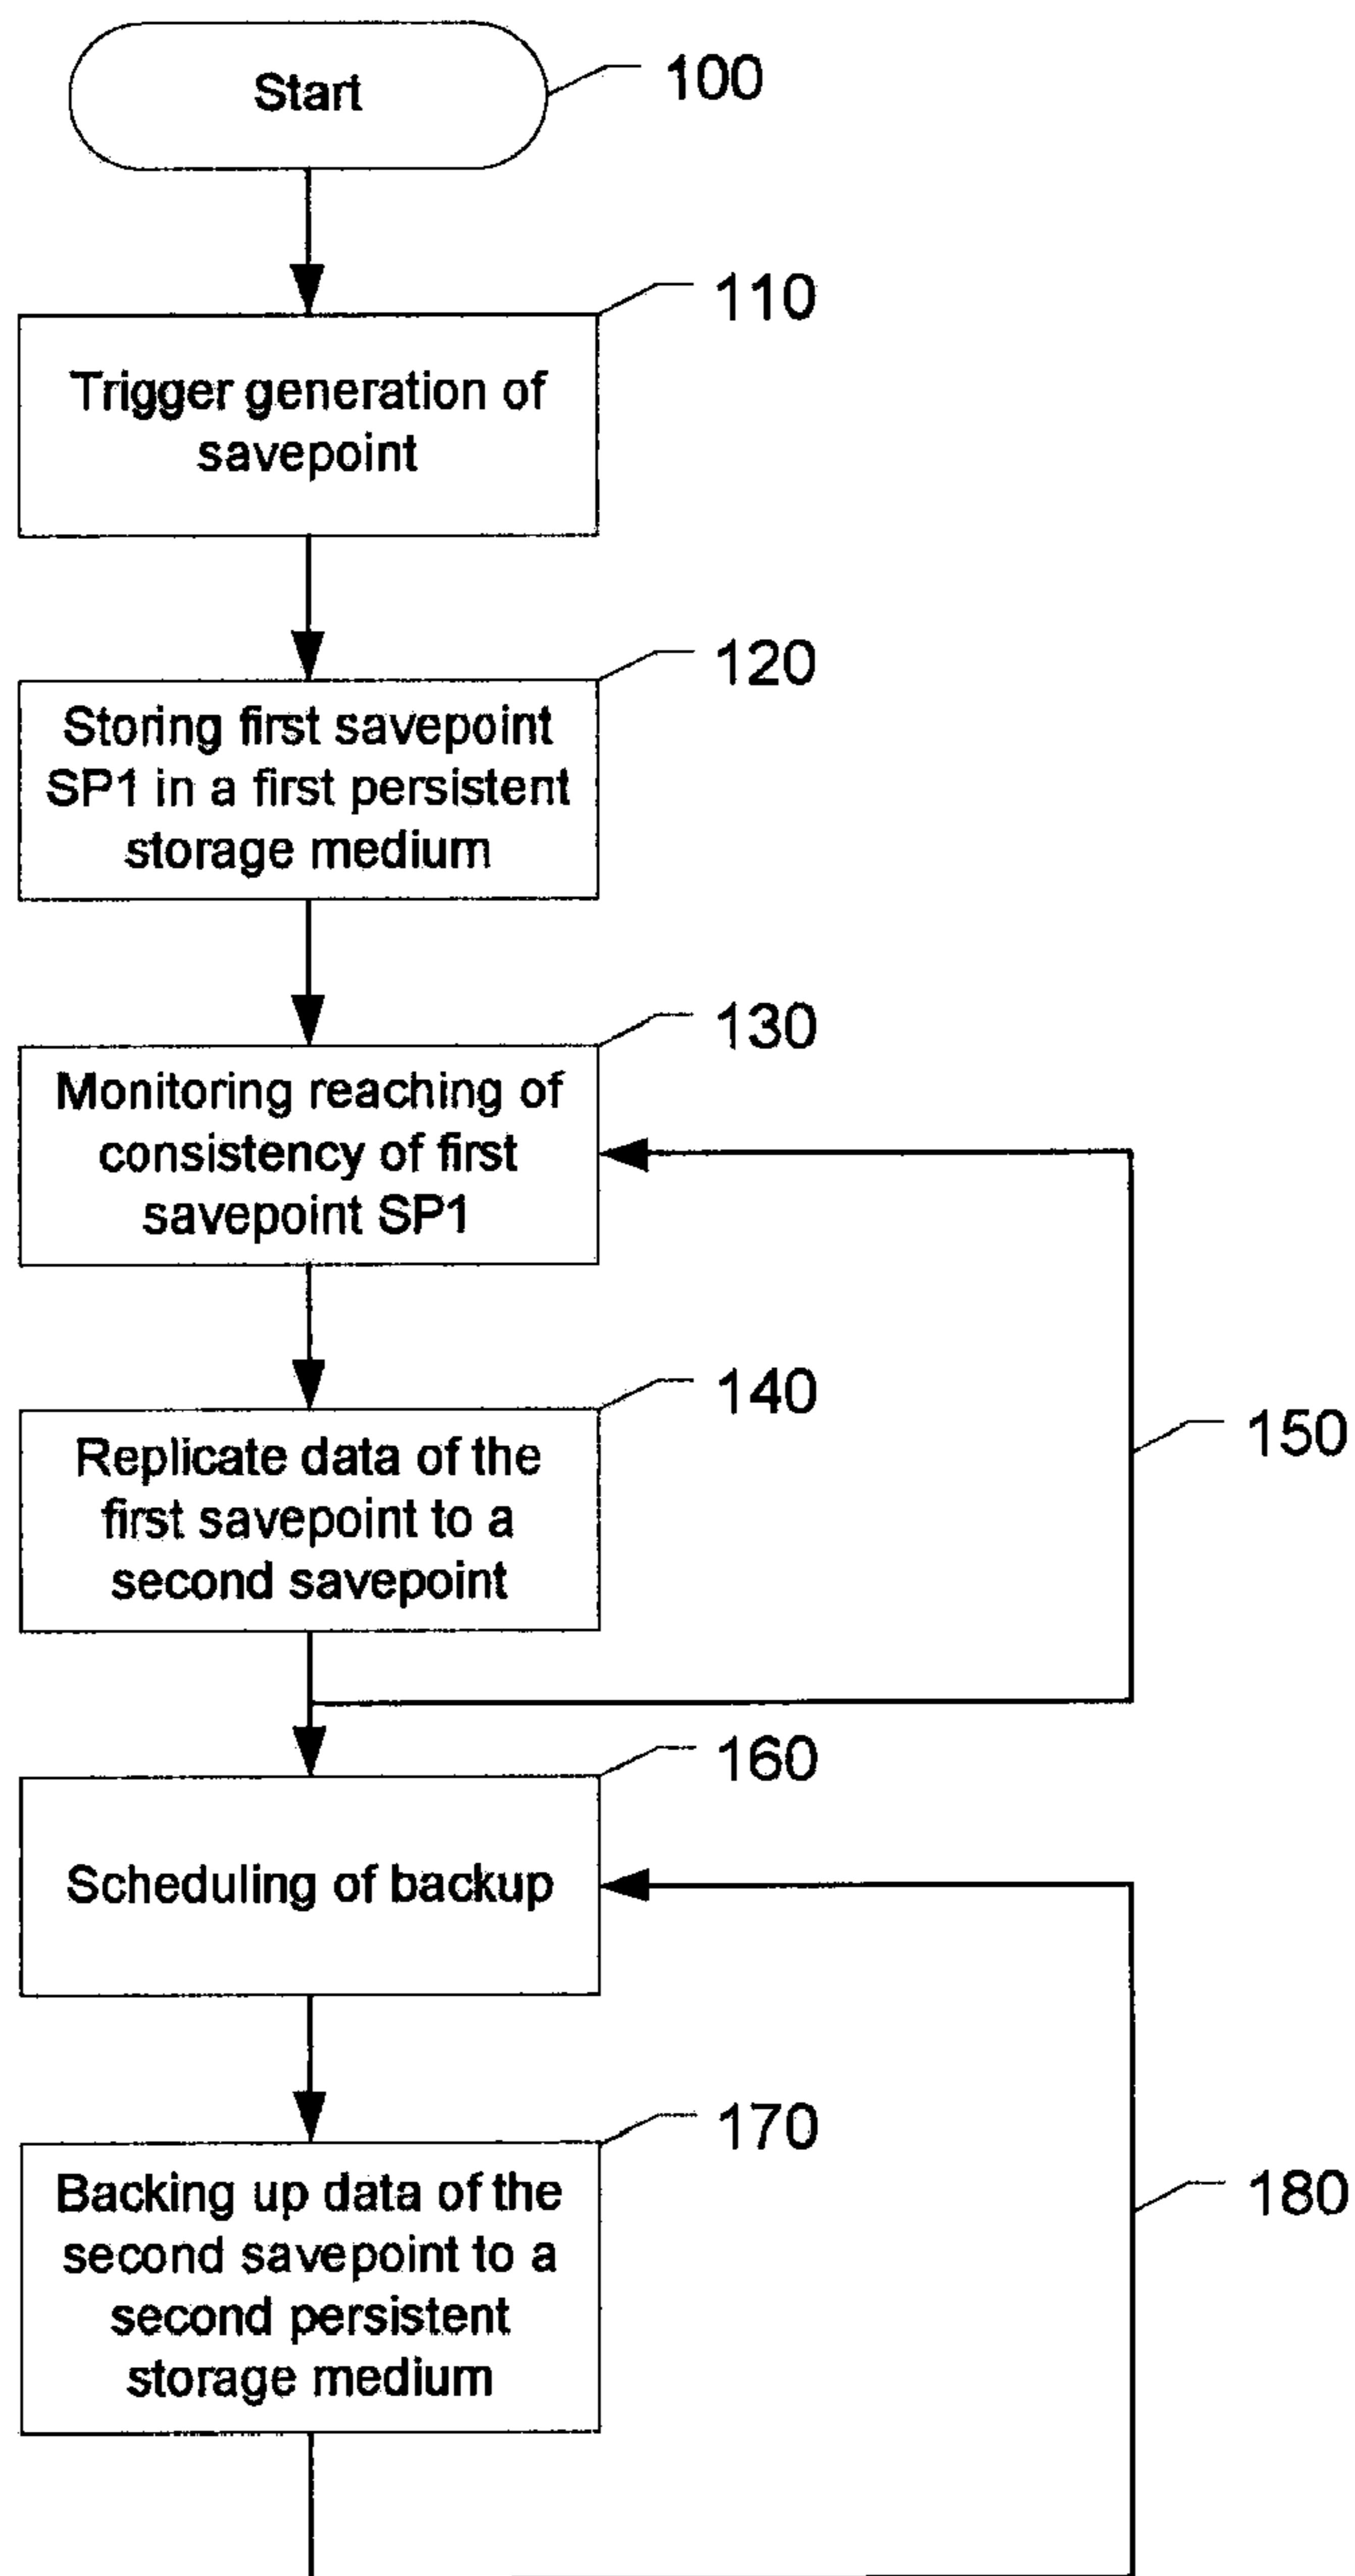 Start
100
110
Trigger generation of
savepoint
120
Storing first savepoint
SP1 in a first persistent
storage medium
130
Monitoring reaching of
consistency of first
savepoint SP1
140
Replicate data of the
first savepoint to a
second savepoint
150
160
Scheduling of backup
170
Backing up data of the
second savepoint to a
second persistent
storage medium
180